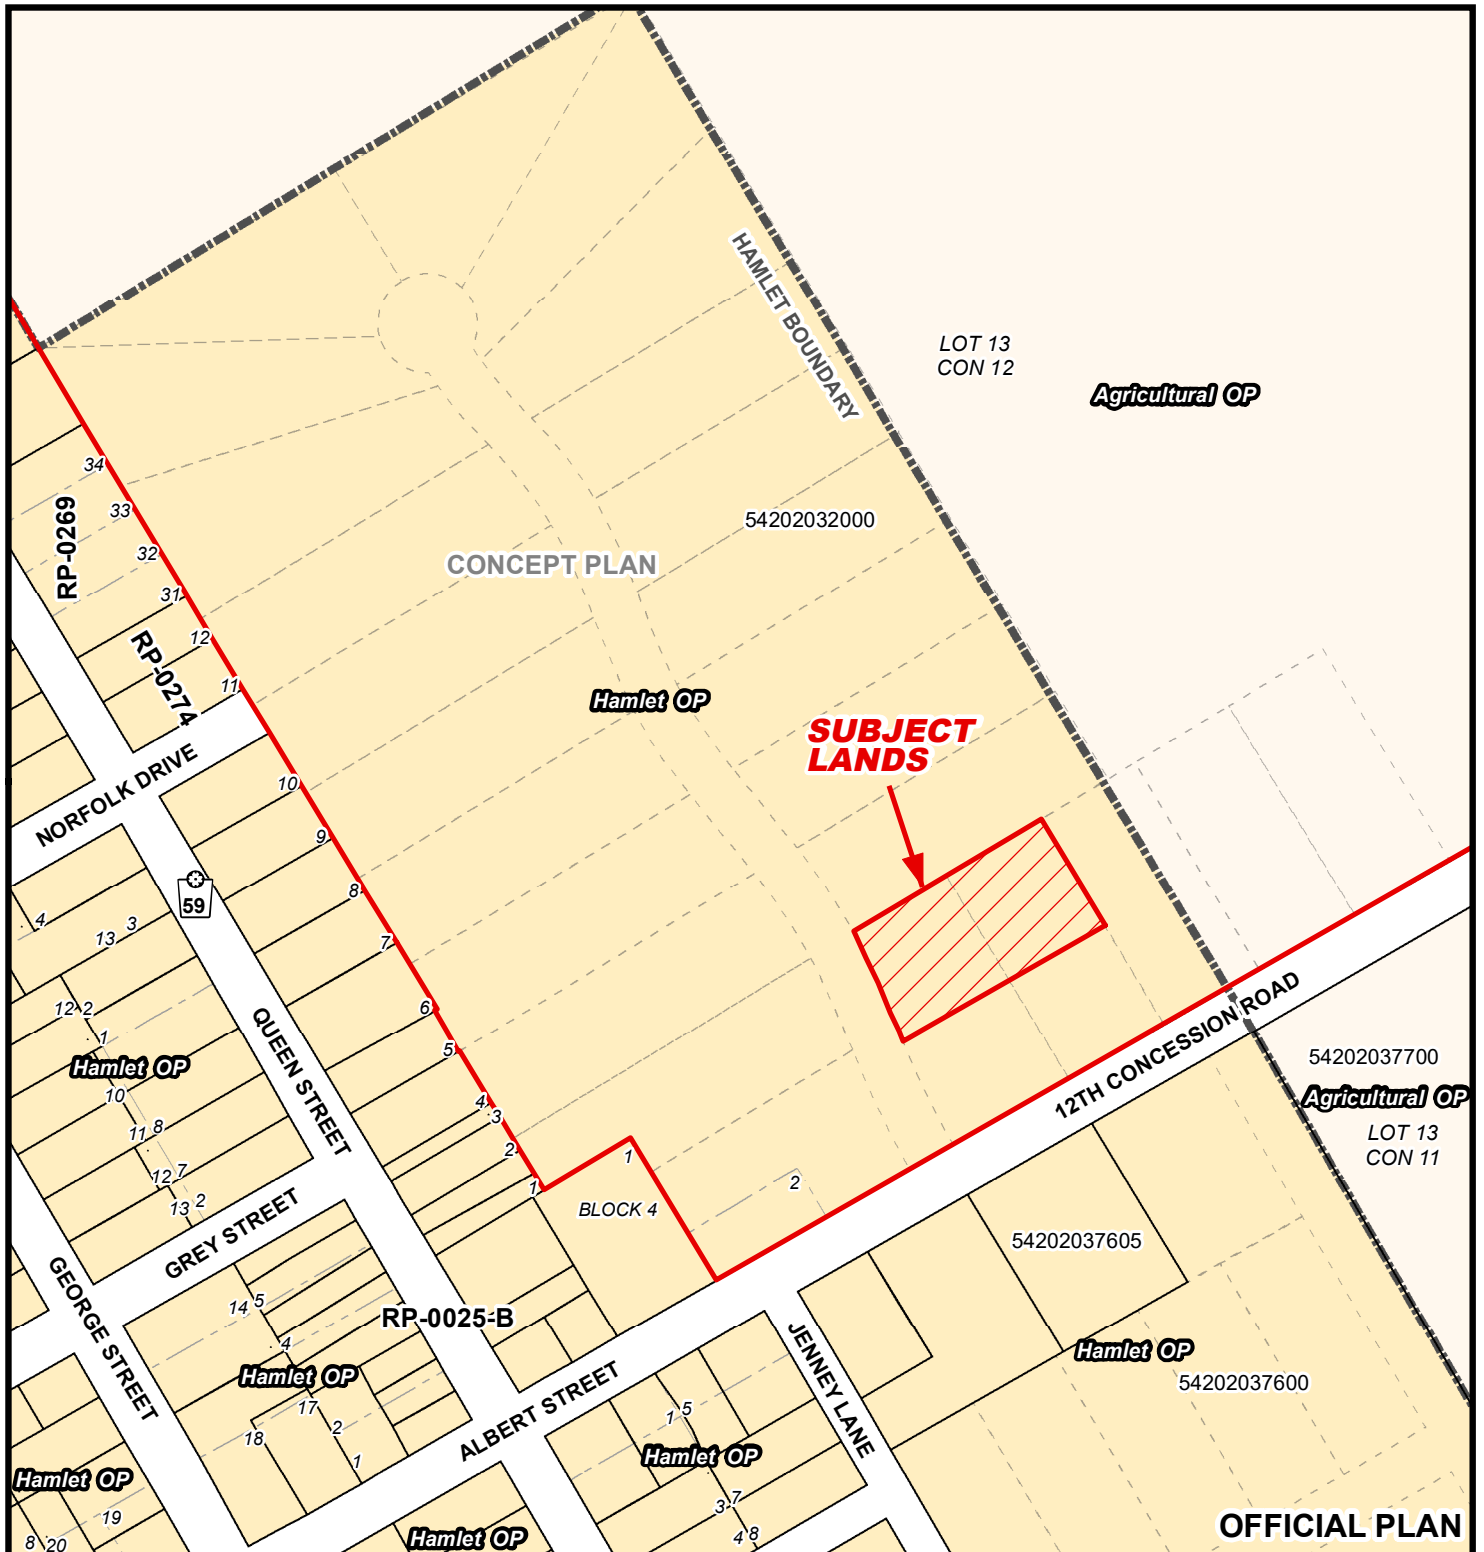 HAMLET BOUNDARY
LOT 13
CON 12
Agricultural OP
34
33
32
31
12
11
RP-0269
RP-0274
54202032000
CONCEPT PLAN
Hamlet OP
SUBJECT
LANDS
NORFOLK DRIVE
10
9
8
7
6
5
4
3
2
1
59
4
3
13
12
2
1
Hamlet OP
10
11
8
12
7
13
2
QUEEN STREET
GREY STREET
GEORGE STREET
1
BLOCK 4
2
12TH CONCESSION ROAD
54202037700
Agricultural OP
LOT 13
CON 11
54202037605
Hamlet OP
54202037600
14
5
4
RP-0025-B
Hamlet OP
17
2
18
1
ALBERT STREET
JENNEY LANE
1
5
Hamlet OP
3
7
4
8
Hamlet OP
19
8
20
Hamlet OP
OFFICIAL PLAN